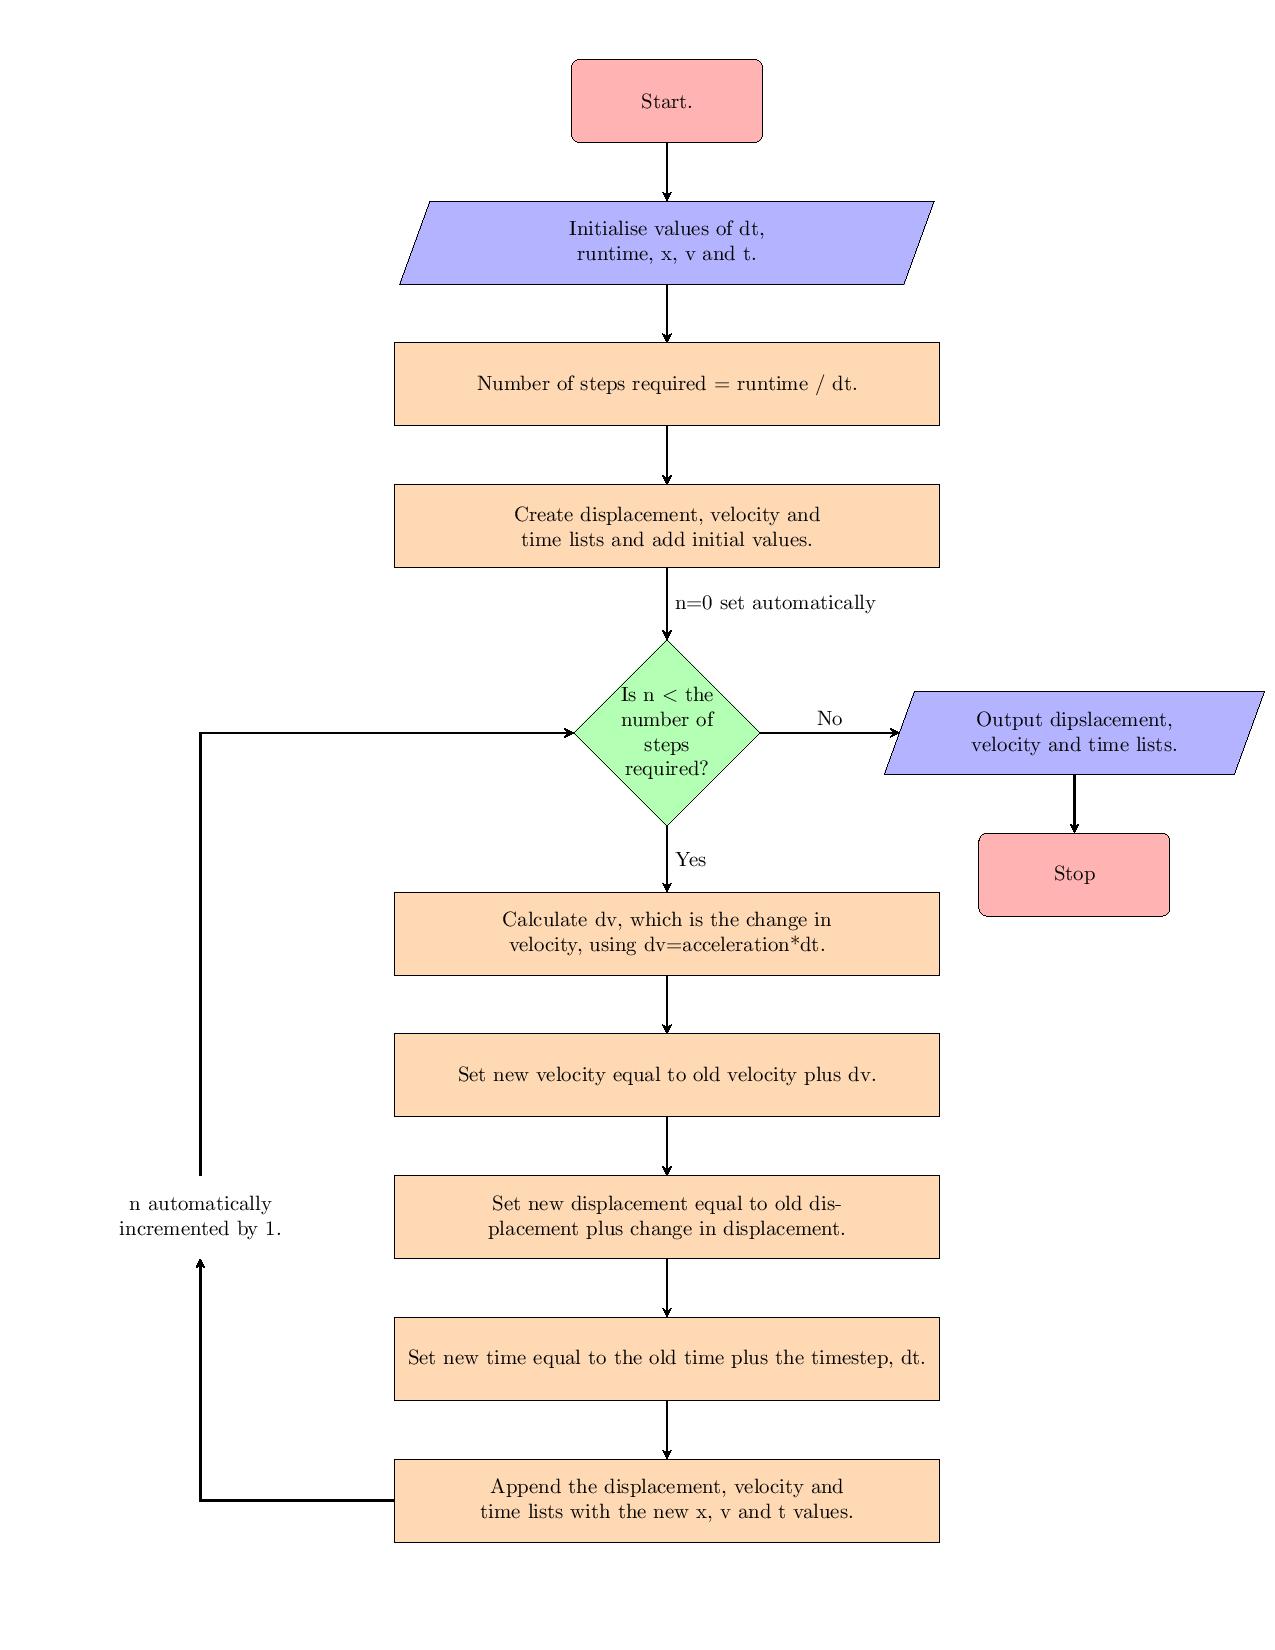 Start.
Initialise values of dt,
runtime, x, v and t.
Number of steps required = runtime / dt.
Create displacement, velocity and
time lists and add initial values.
n=0 set automatically
Is n < the
number of
steps
required?
No
Output dipslacement,
velocity and time lists.
Stop
Yes
Calculate dv, which is the change in
velocity, using dv=acceleration*dt.
Set new velocity equal to old velocity plus dv.
Set new displacement equal to old dis-
placement plus change in displacement.
n automatically
incremented by 1.
Set new time equal to the old time plus the timestep, dt.
Append the displacement, velocity and
time lists with the new x, v and t values.